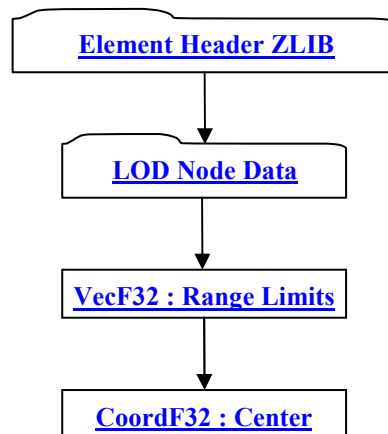 Element Header ZLIB
LOD Node Data
VecF32 : Range Limits
CoordF32 : Center